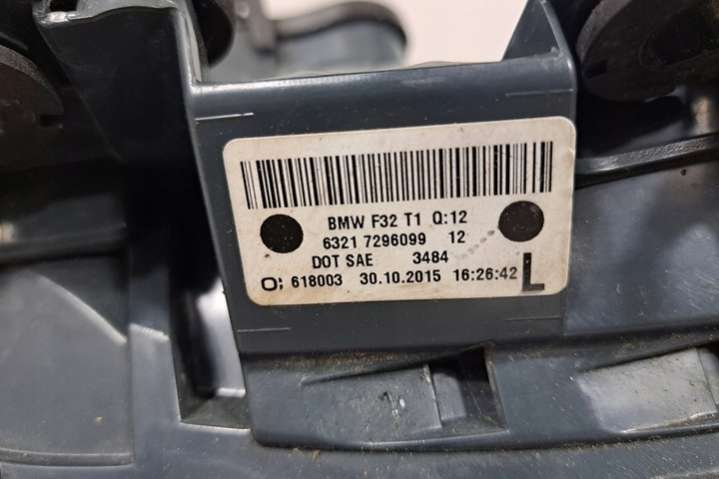 BMW F32 T1 Q:12
6321 7296099 12
DOT SAE 3484
O; 618003 30.10.2015 16:26:42 L